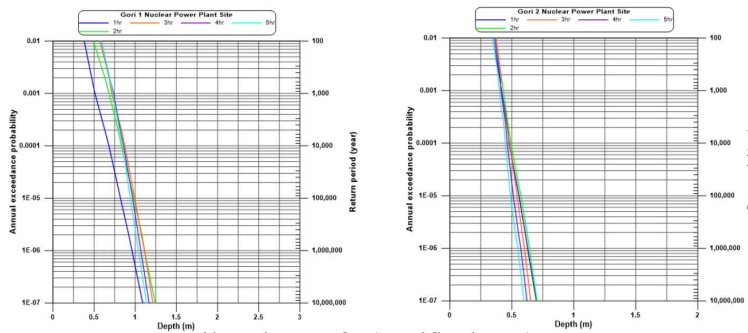 Gori 1 Nuclear Power Plant Site
1hr 3hr 4hr 5hr
2hr
Annual exceedance probability
0.01
0.001
0.0001
1E-05
1E-06
1E-07
0 0.5 1 1.5 2 2.5 3
Depth (m)
100
1,000
10,000
100,000
1,000,000
10,000,000
Return period (year)
Gori 2 Nuclear Power Plant Site
1hr 3hr 4hr 5hr
2hr
Annual exceedance probability
0.01
0.001
0.0001
1E-05
1E-06
1E-07
0 0.5 1 1.5 2
Depth (m)
100
1,000
10,000
100,000
1,000,000
10,000,000